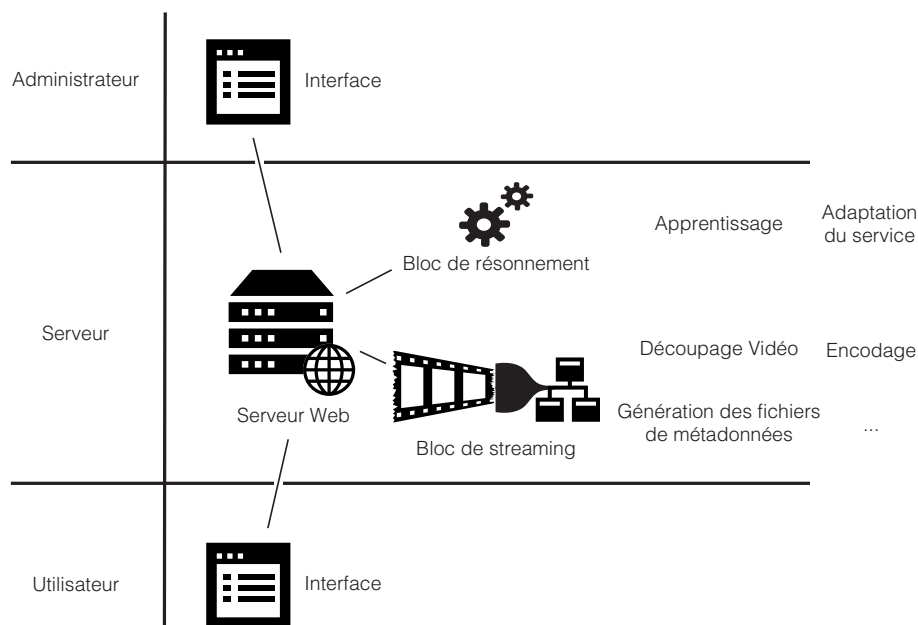 Administrateur
Interface
Apprentissage
Adaptation
du service
Bloc de résonnement
Serveur
Découpage Vidéo
Encodage
Serveur Web
Génération des fichiers
de métadonnées
...
Bloc de streaming
Utilisateur
Interface